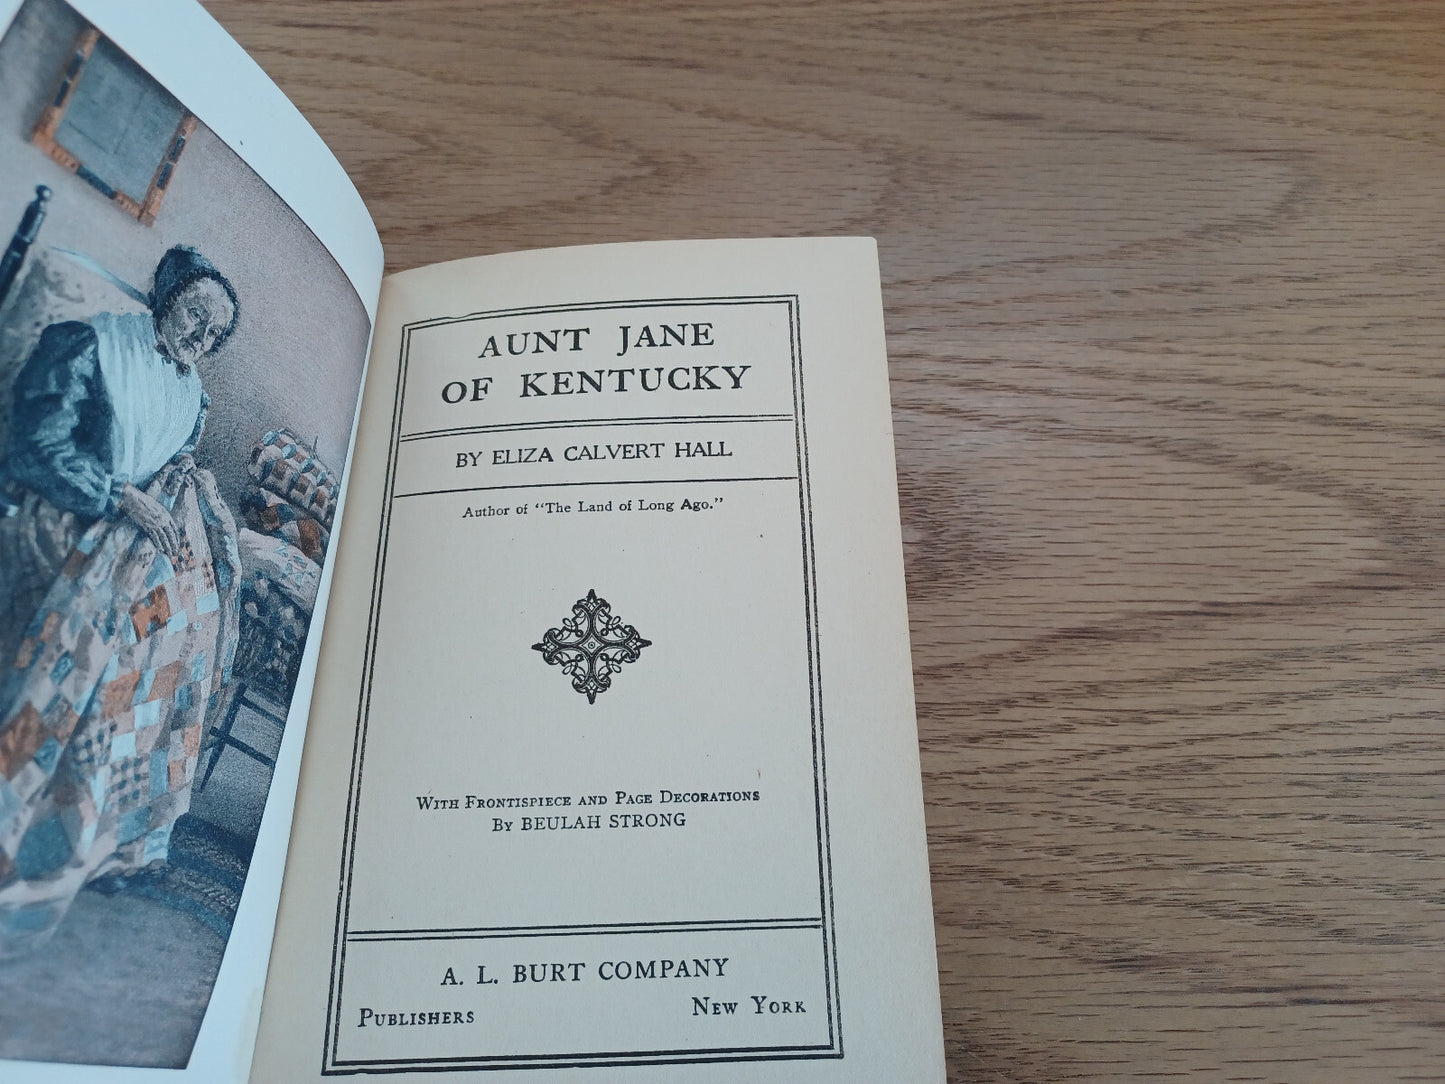 AUNT JANE
OF KENTUCKY
BY ELIZA CALVERT HALL
Author of "The Land of Long Ago."
WITH FRONTISPIECE AND PAGE DECORATIONS
BY BEULAH STRONG
A. L. BURT COMPANY
PUBLISHERS NEW YORK